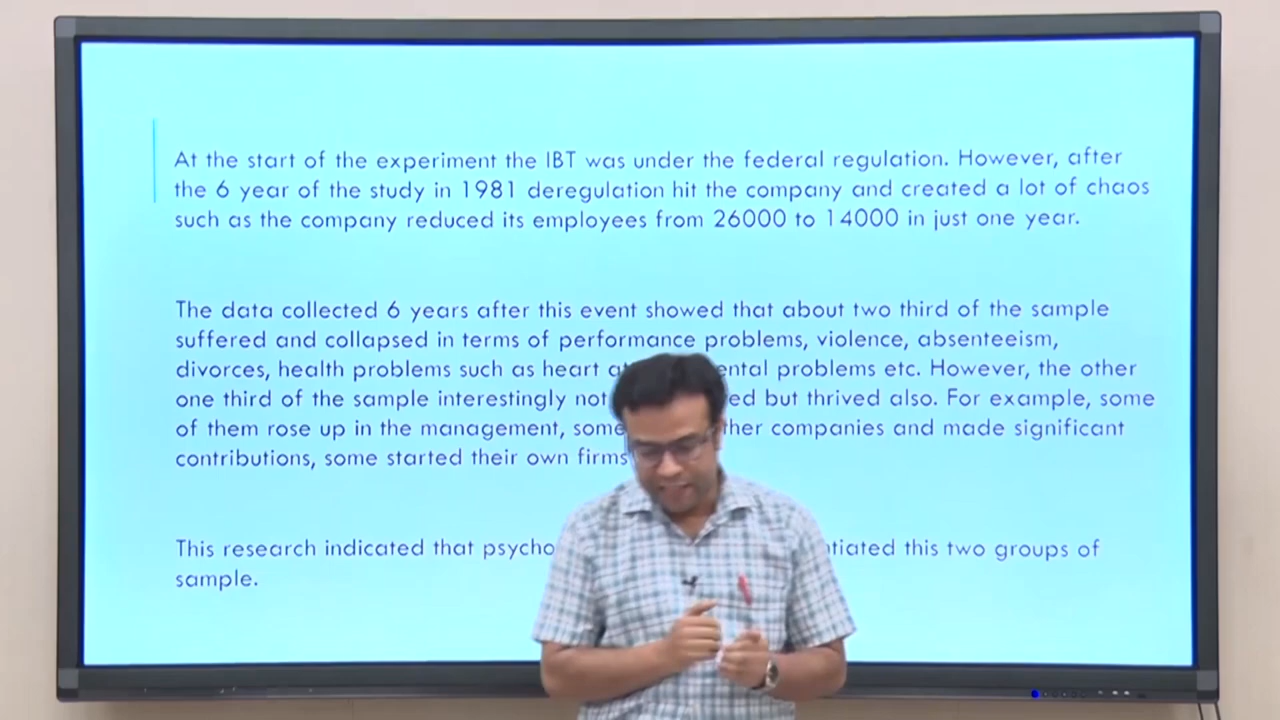 At the start of the experiment the IBT was under the federal regulation. However, after
the 6 year of the study in 1981 deregulation hit the company and created a lot of chaos
such as the company reduced its employees from 26000 to 14000 in just one year.
The data collected 6 years after this event showed that about two third of the sample
suffered and collapsed in terms of performance problems, violence, absenteeism,
divorces, health problems such as heart problems etc. However, the other
one third of the sample interestingly not but thrived also. For example, some
of them rose up in the management, some companies and made significant
contributions, some started their own firms
This research indicated that this two groups of
sample.